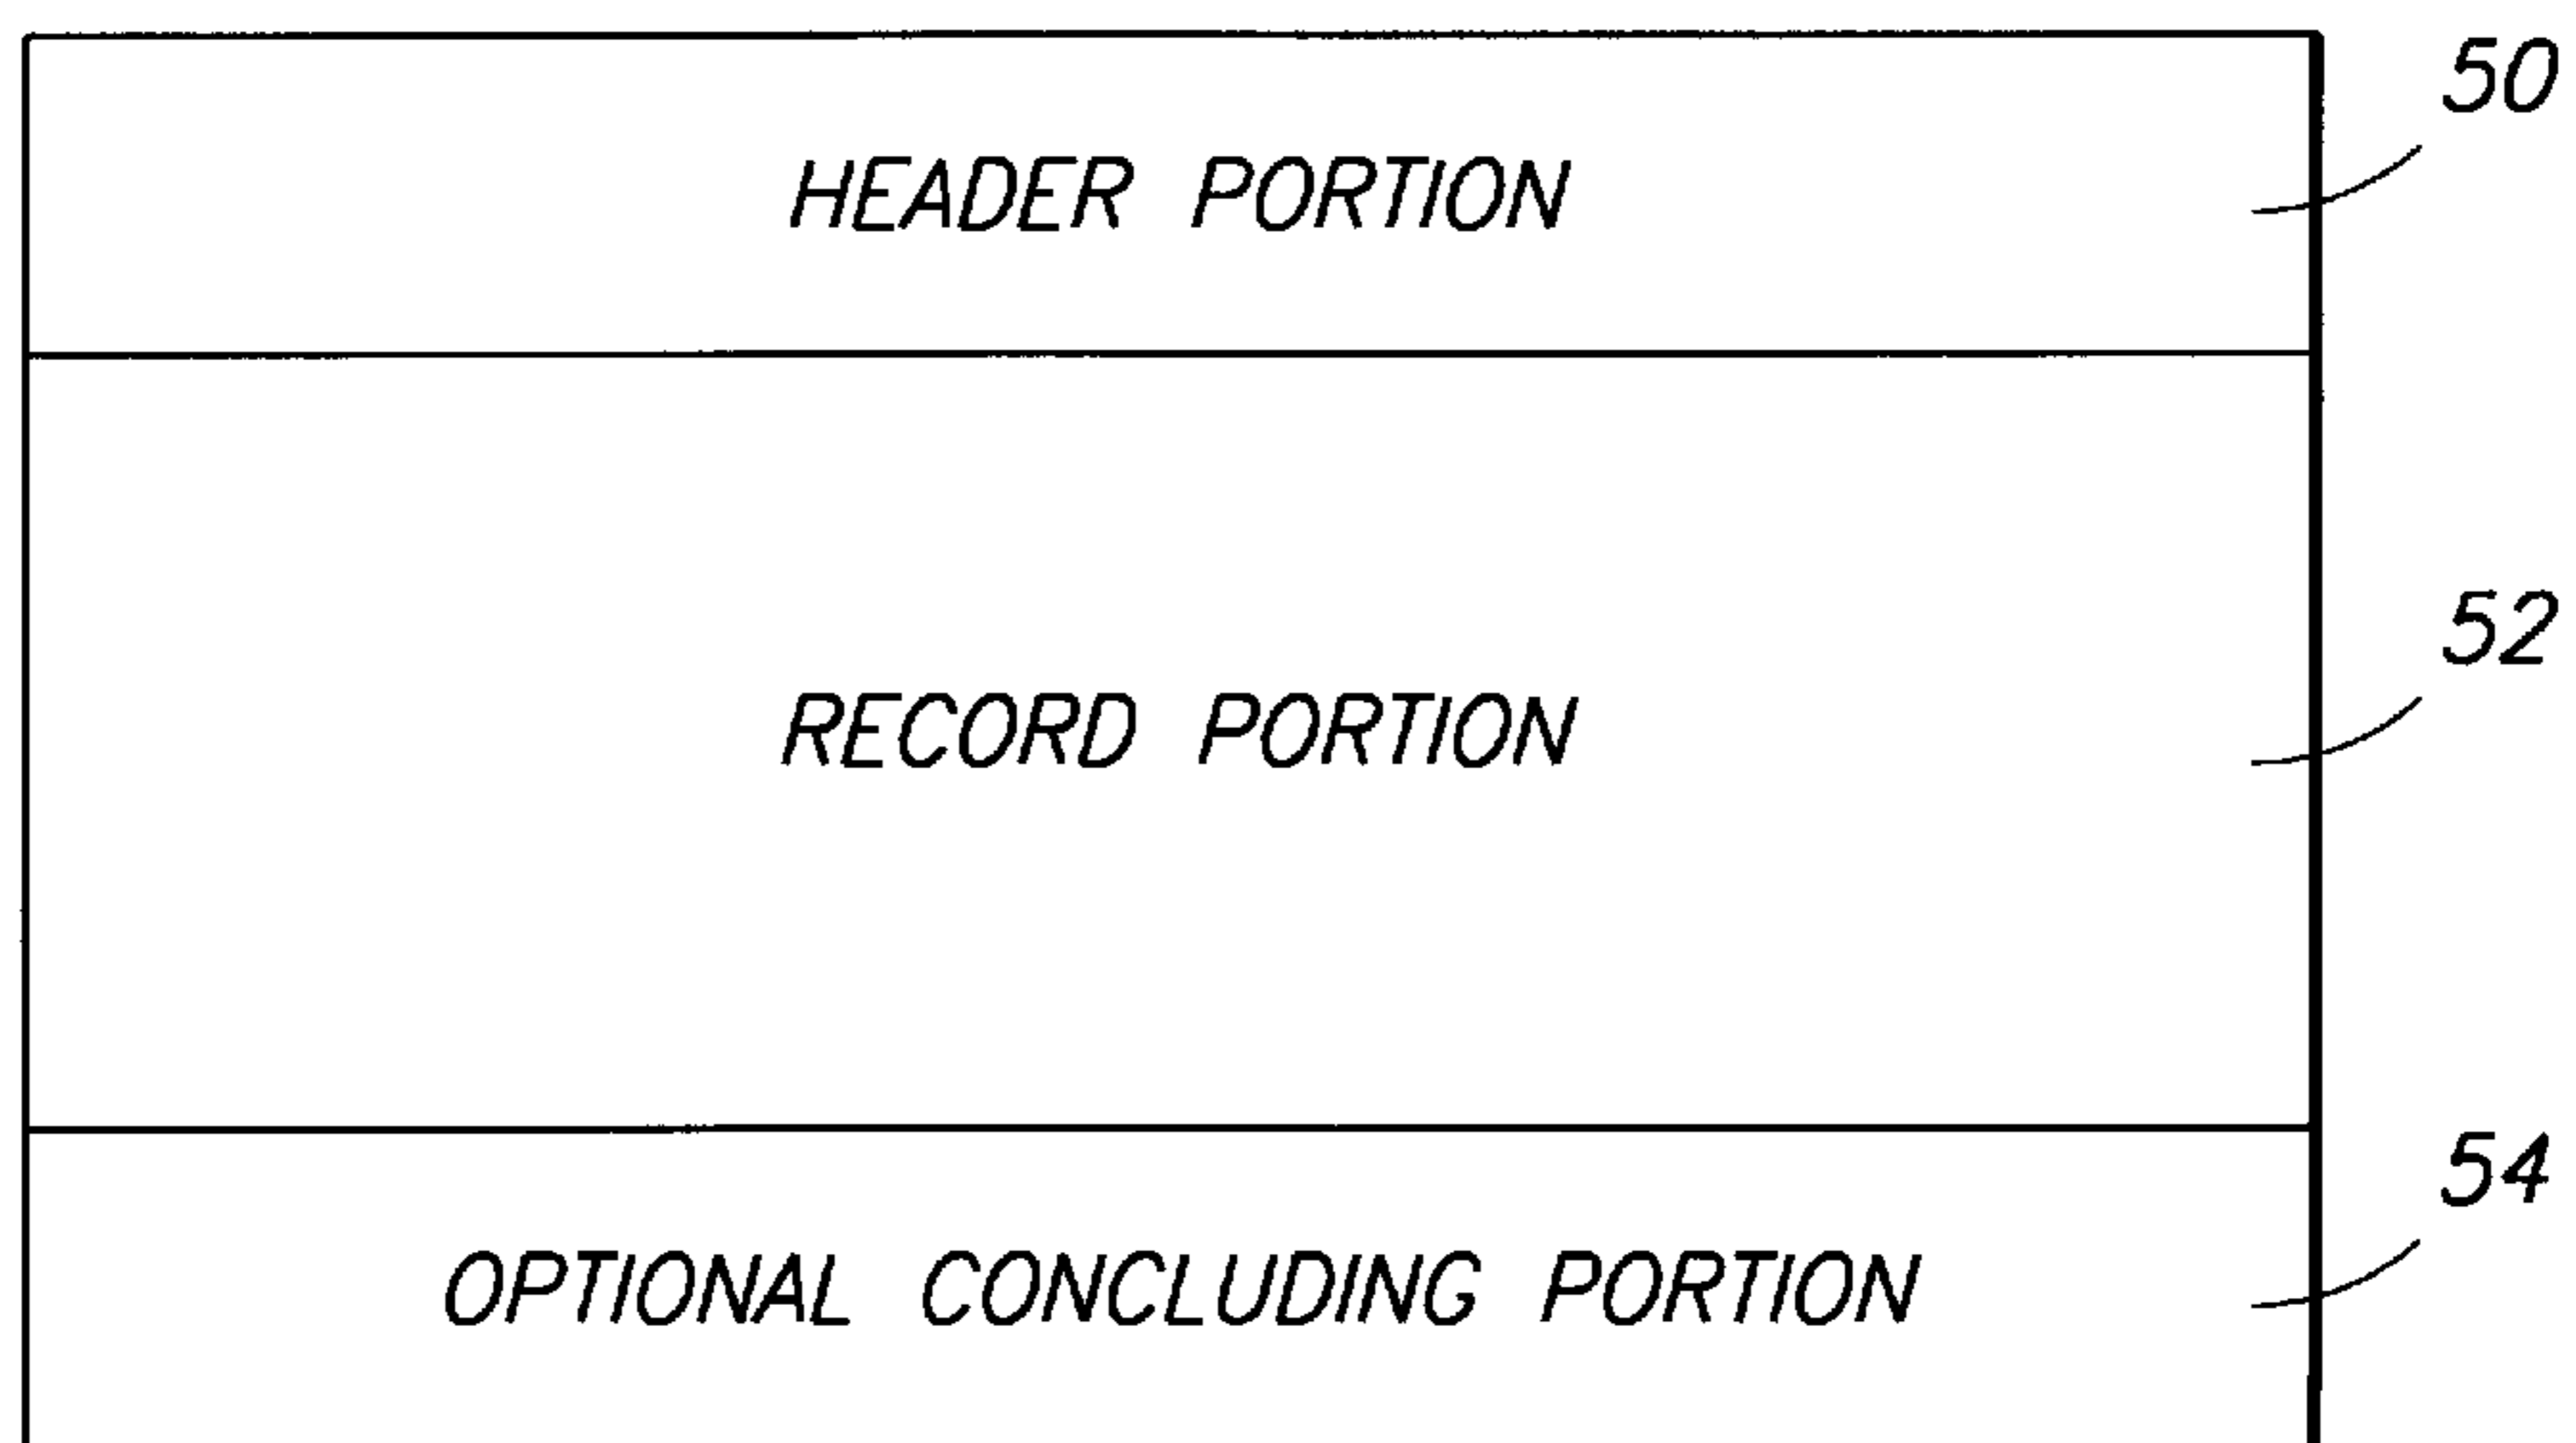 50
HEADER PORTION
52
RECORD PORTION
54
OPTIONAL CONCLUDING PORTION